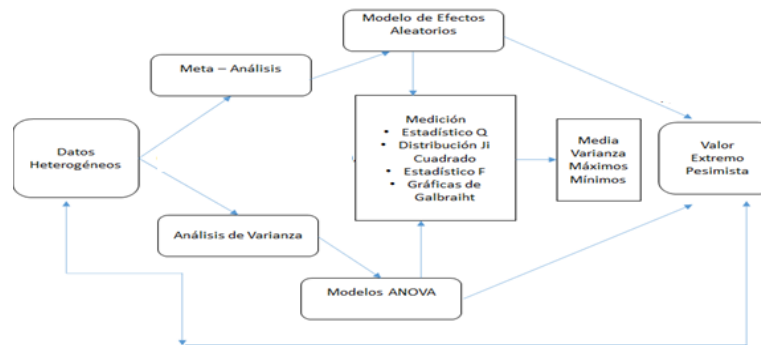 Modelo de Efectos
Aleatorios
Meta – Análisis
Datos
Heterogéneos
Medición
• Estadístico Q
• Distribución Ji
Cuadrado
• Estadístico F
• Gráficas de
Galbraiht
Media
Varianza
Máximos
Mínimos
Valor
Extremo
Pesimista
Análisis de Varianza
Modelos ANOVA